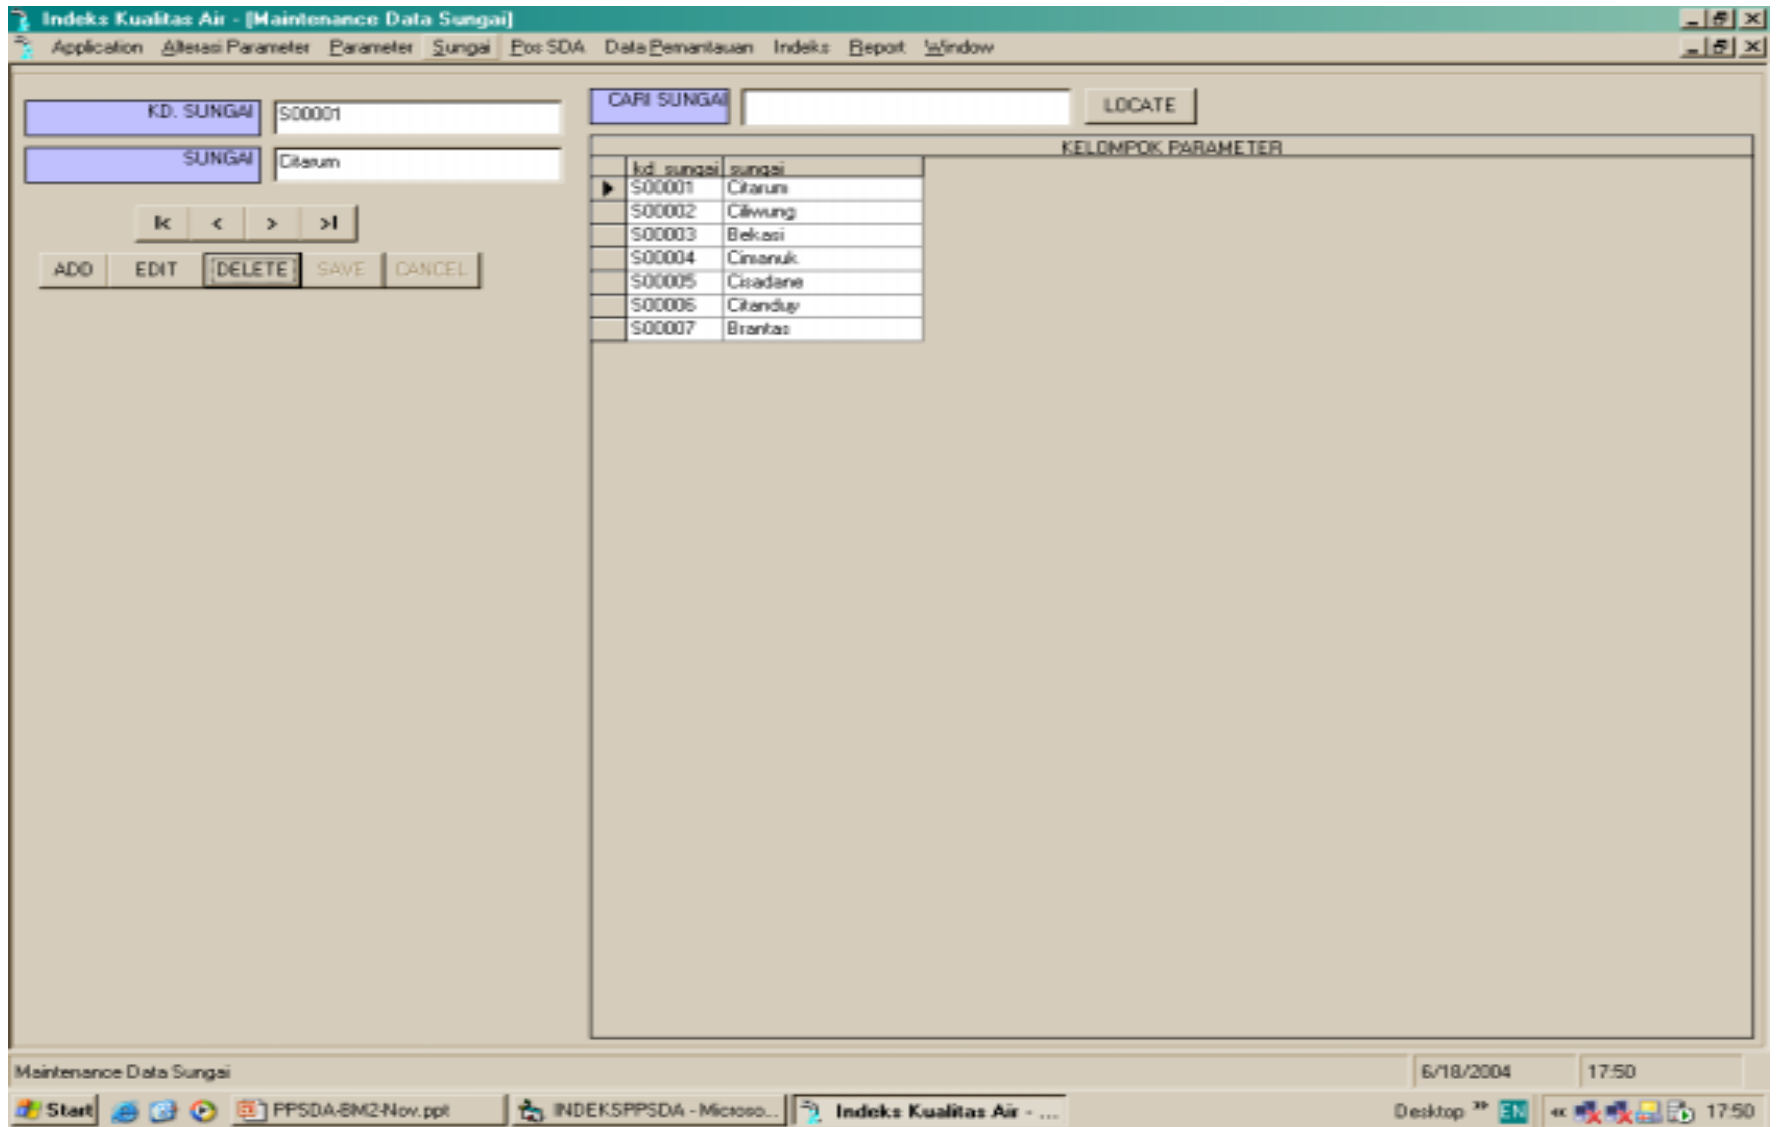 Indeks Kualitas Air - [Maintenance Data Sungai]
Application Alterasi Parameter Parameter Sungai Pos SDA Data Pemantauan Indeks Report Window
KD. SUNGAI S00001
SUNGAI Citarum
|< < > >|
ADD EDIT DELETE SAVE CANCEL
CARI SUNGAI LOCATE
KELOMPOK PARAMETER
kd_sungai sungai
S00001 Citarum
S00002 Ciliwung
S00003 Bekasi
S00004 Cimanuk
S00005 Cisadane
S00006 Citanduy
S00007 Brantas
Maintenance Data Sungai 6/18/2004 17:50
Start PPSDA-BM2-Nov.ppt INDEKSPPSDA - Microso... Indeks Kualitas Air - ... Desktop » EN « 17:50